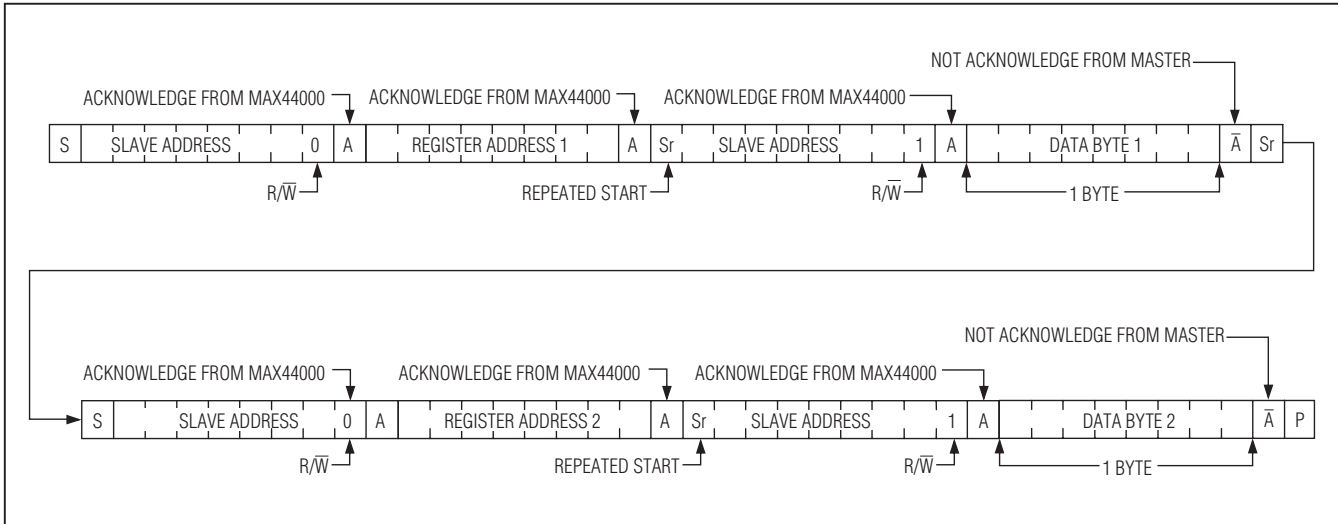 NOT ACKNOWLEDGE FROM MASTER
ACKNOWLEDGE FROM MAX44000 ACKNOWLEDGE FROM MAX44000 ACKNOWLEDGE FROM MAX44000
S SLAVE ADDRESS 0 A REGISTER ADDRESS 1 A Sr SLAVE ADDRESS 1 A DATA BYTE 1 A̅ Sr
R/W̅ REPEATED START R/W̅ 1 BYTE
NOT ACKNOWLEDGE FROM MASTER
ACKNOWLEDGE FROM MAX44000 ACKNOWLEDGE FROM MAX44000 ACKNOWLEDGE FROM MAX44000
S SLAVE ADDRESS 0 A REGISTER ADDRESS 2 A Sr SLAVE ADDRESS 1 A DATA BYTE 2 A̅ P
R/W̅ REPEATED START R/W̅ 1 BYTE